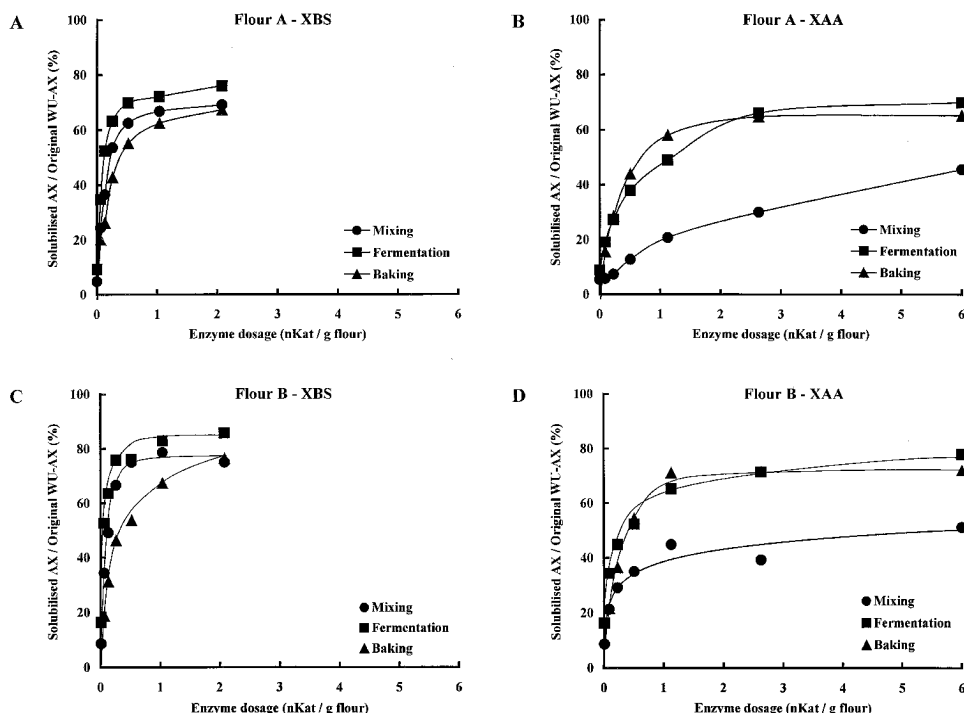 A
Flour A - XBS
Solubilised AX / Original WU-AX (%)
100
80
60
40
20
0
Mixing
Fermentation
Baking
0 1 2 3 4 5 6
Enzyme dosage (nKat / g flour)
B
Flour A - XAA
Solubilised AX / Original WU-AX (%)
100
80
60
40
20
0
Mixing
Fermentation
Baking
0 1 2 3 4 5 6
Enzyme dosage (nKat / g flour)
C
Flour B - XBS
Solubilised AX / Original WU-AX (%)
100
80
60
40
20
0
Mixing
Fermentation
Baking
0 1 2 3 4 5 6
Enzyme dosage (nKat / g flour)
D
Flour B - XAA
Solubilised AX / Original WU-AX (%)
100
80
60
40
20
0
Mixing
Fermentation
Baking
0 1 2 3 4 5 6
Enzyme dosage (nKat / g flour)